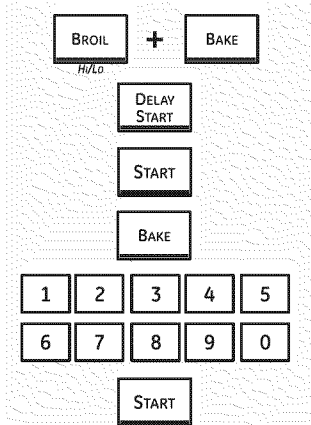 BROIL + BAKE
Hi/Lo
DELAY
START
START
BAKE
1 2 3 4 5
6 7 8 9 0
START